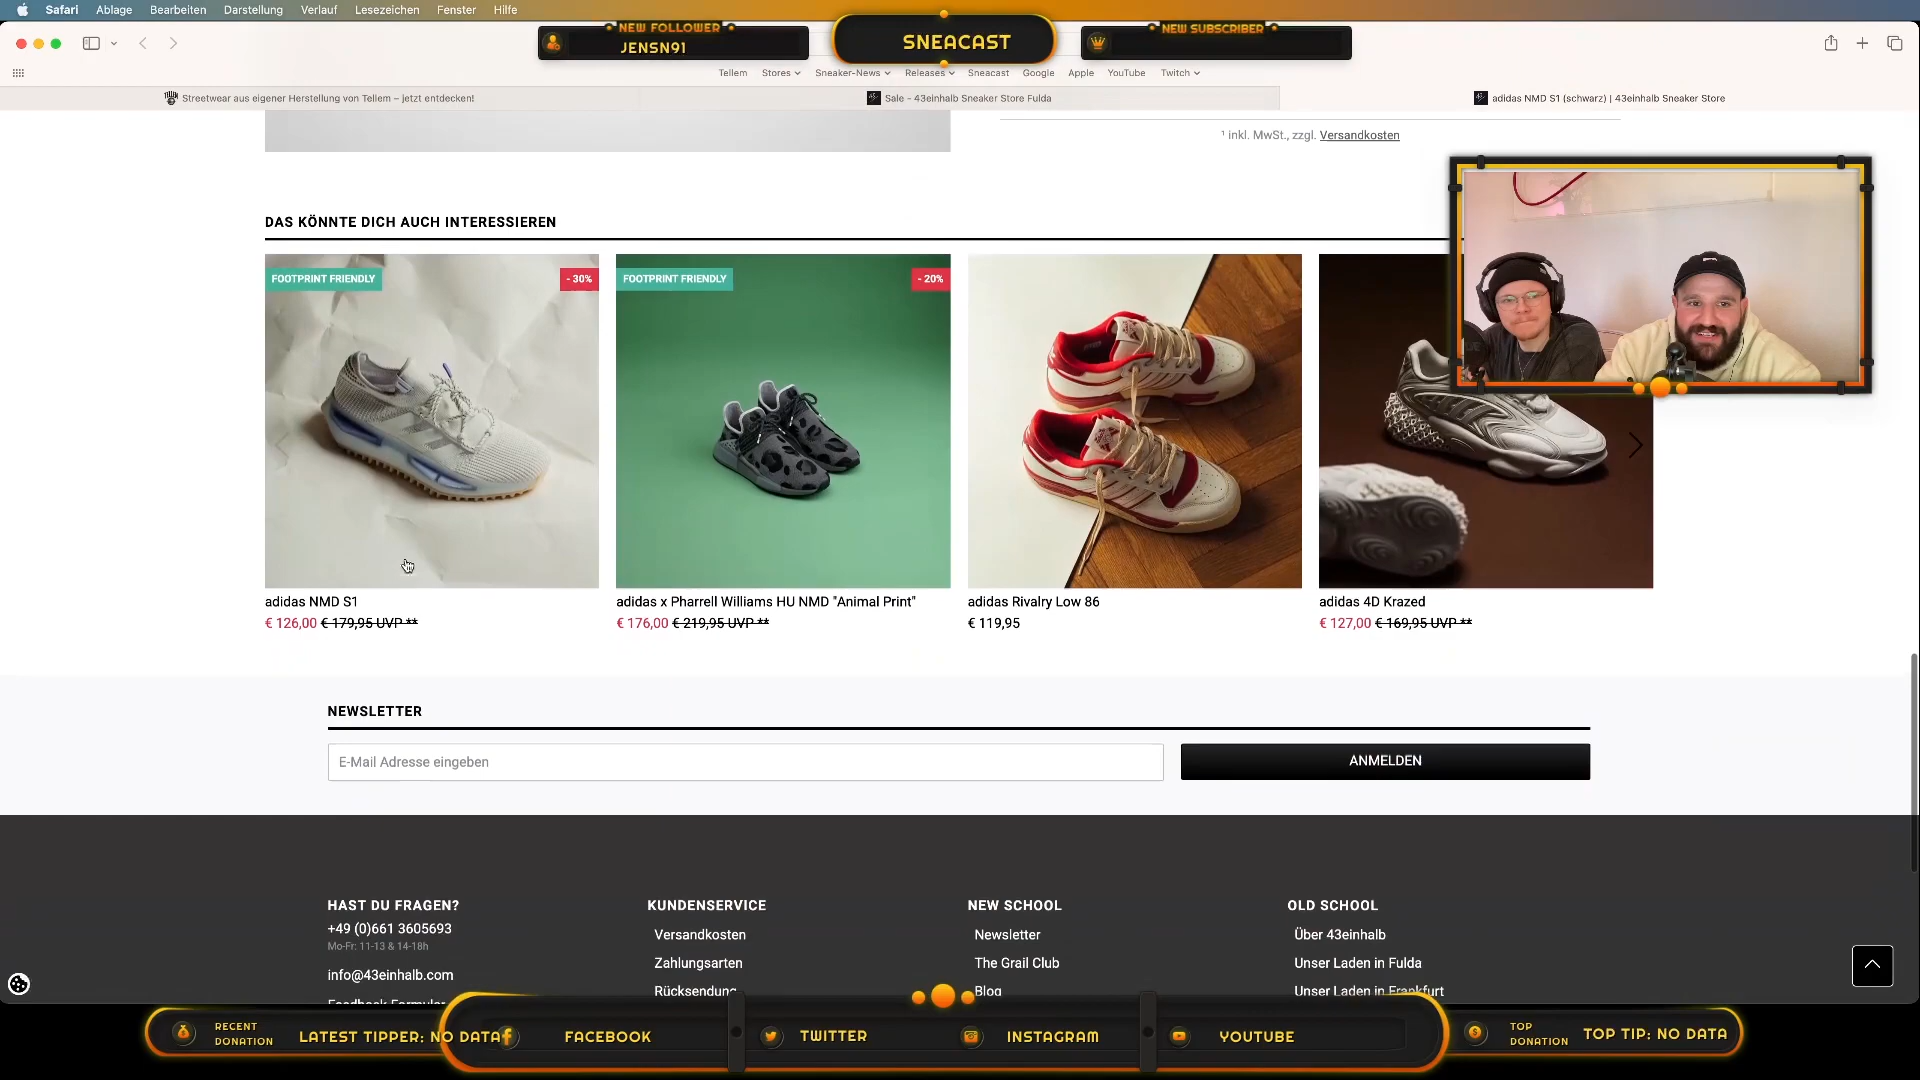 Safari Ablage Bearbeiten Darstellung Verlauf Lesezeichen Fenster Hilfe
NEW FOLLOWER
JENSN91
SNEACAST
NEW SUBSCRIBER
Tellem Stores Sneaker-News Releases Sneacast Google Apple YouTube Twitch
Streetwear aus eigener Herstellung von Tellem – jetzt entdecken!
Sale - 43einhalb Sneaker Store Fulda
adidas NMD S1 (schwarz) | 43einhalb Sneaker Store
¹ inkl. MwSt., zzgl. Versandkosten
DAS KÖNNTE DICH AUCH INTERESSIEREN
FOOTPRINT FRIENDLY
- 30%
FOOTPRINT FRIENDLY
- 20%
adidas NMD S1
€ 126,00 € 179,95 UVP **
adidas x Pharrell Williams HU NMD "Animal Print"
€ 176,00 € 219,95 UVP **
adidas Rivalry Low 86
€ 119,95
adidas 4D Krazed
€ 127,00 € 169,95 UVP **
NEWSLETTER
E-Mail Adresse eingeben
ANMELDEN
HAST DU FRAGEN?
+49 (0)661 3605693
Mo-Fr: 11-13 & 14-18h
info@43einhalb.com
Feedback Formular
KUNDENSERVICE
Versandkosten
Zahlungsarten
Rücksendung
NEW SCHOOL
Newsletter
The Grail Club
Blog
OLD SCHOOL
Über 43einhalb
Unser Laden in Fulda
Unser Laden in Frankfurt
RECENT
DONATION
LATEST TIPPER: NO DATA
FACEBOOK
TWITTER
INSTAGRAM
YOUTUBE
TOP
DONATION
TOP TIP: NO DATA